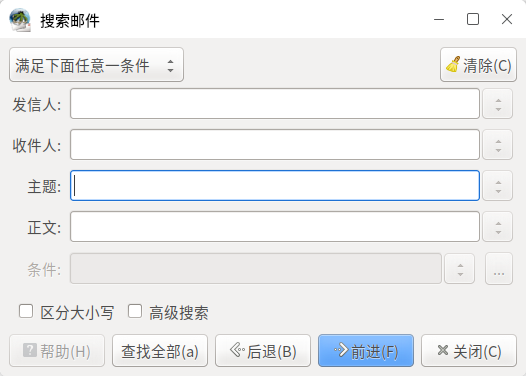 搜索邮件
满足下面任意一条件 清除(C)
发信人:
收件人:
主题:
正文:
条件: ...
区分大小写 高级搜索
帮助(H) 查找全部(a) 后退(B) 前进(F) 关闭(C)